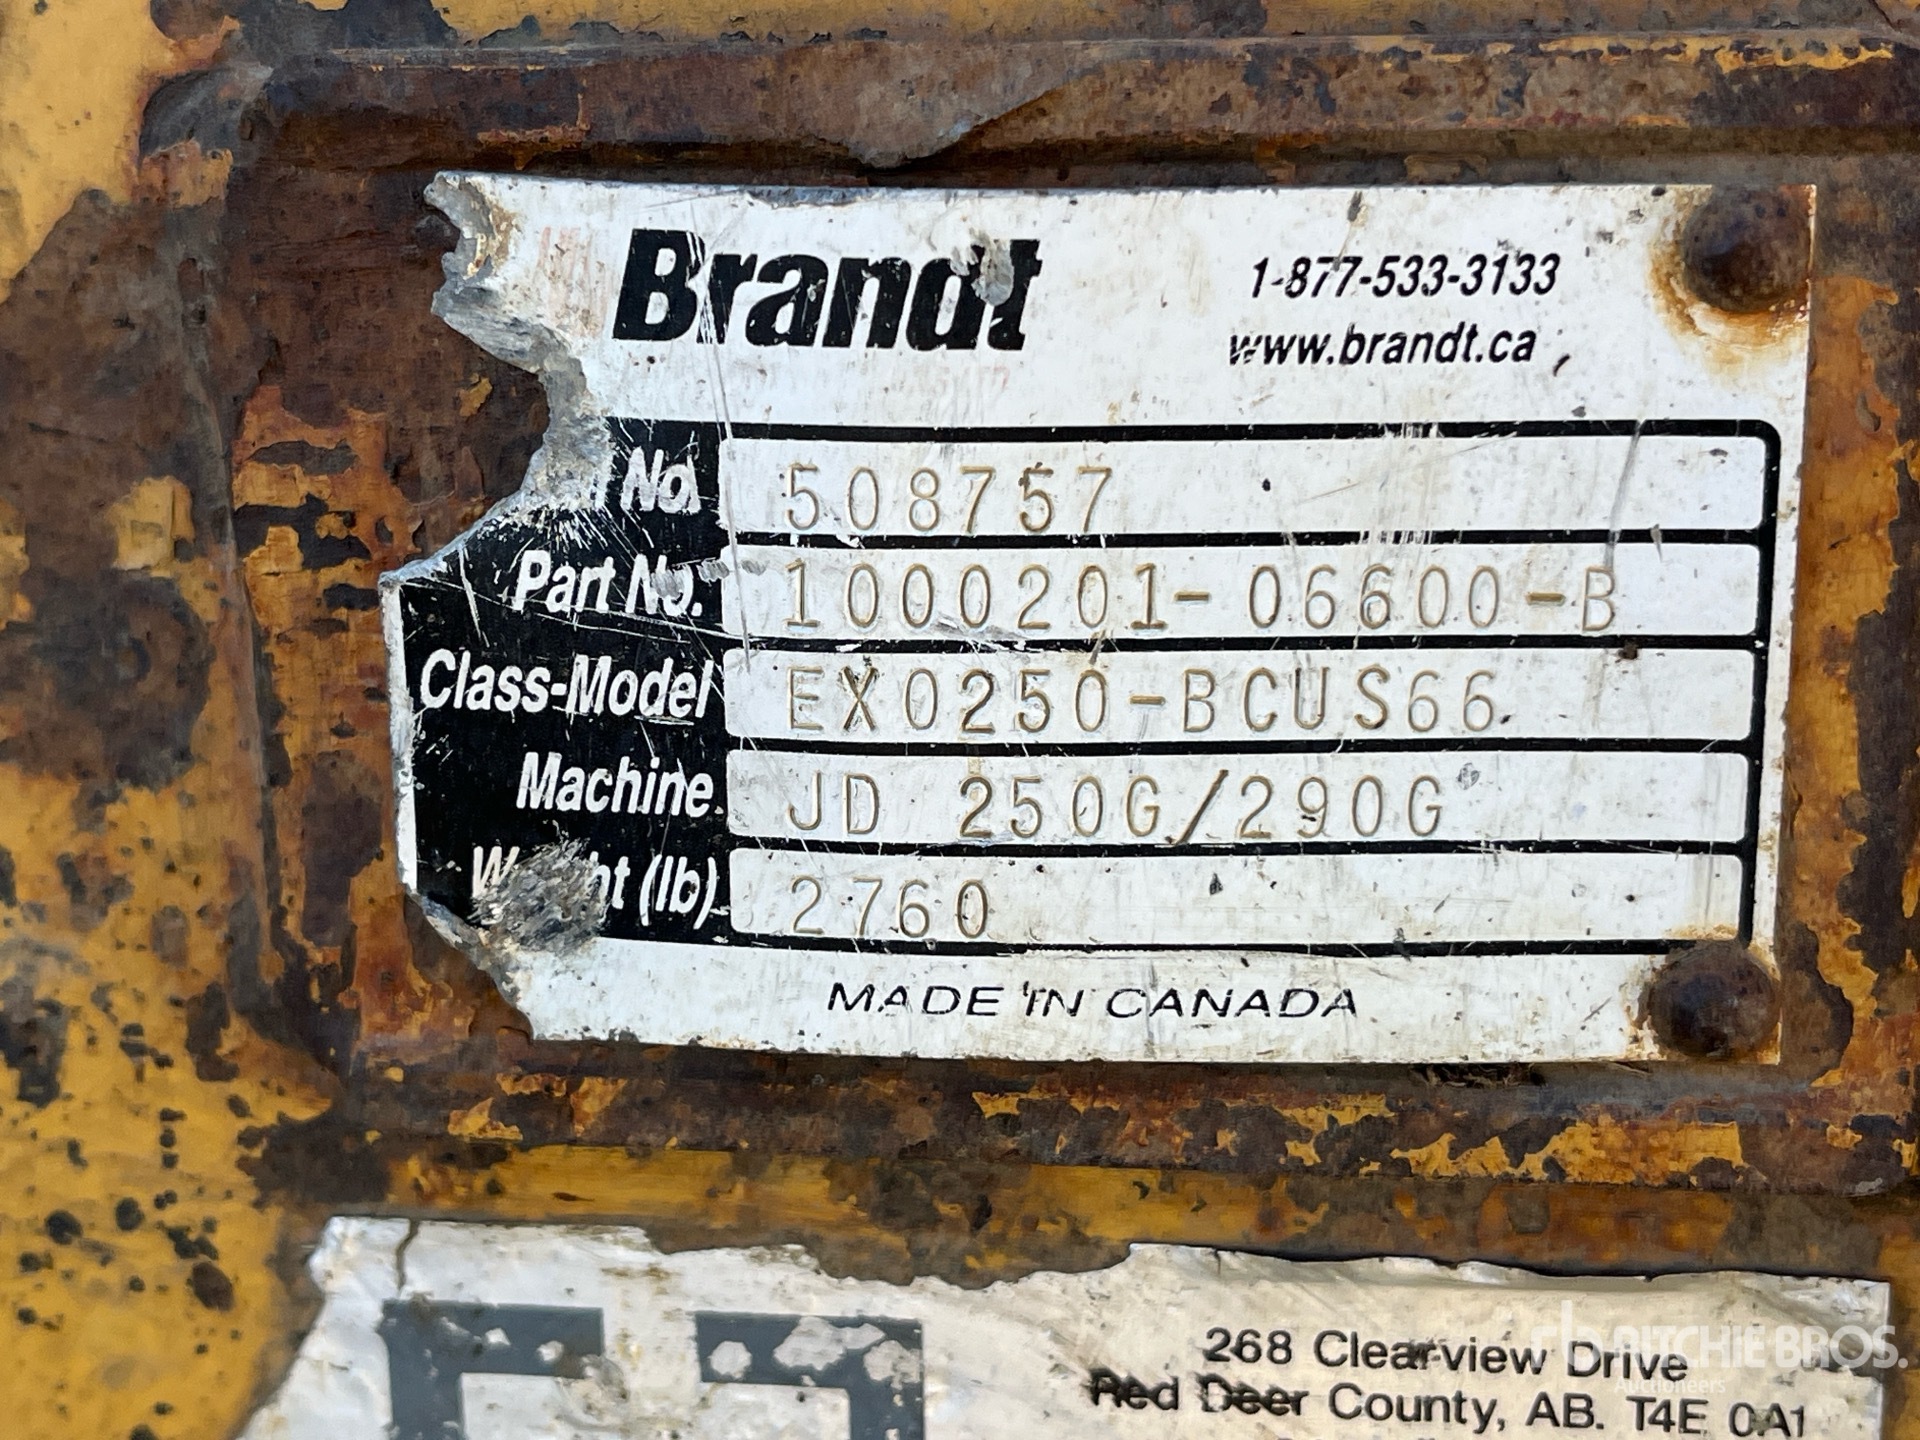 Brandt
1-877-533-3133
www.brandt.ca
No. 508757
Part No. 1000201-06600-B
Class-Model EX0250-BCUS66
Machine JD 250G/290G
(lb) 2760
MADE IN CANADA
268 Clearview Drive
Red Deer County, AB. T4E 0A1
RITCHIE BROS.
Auctioneers